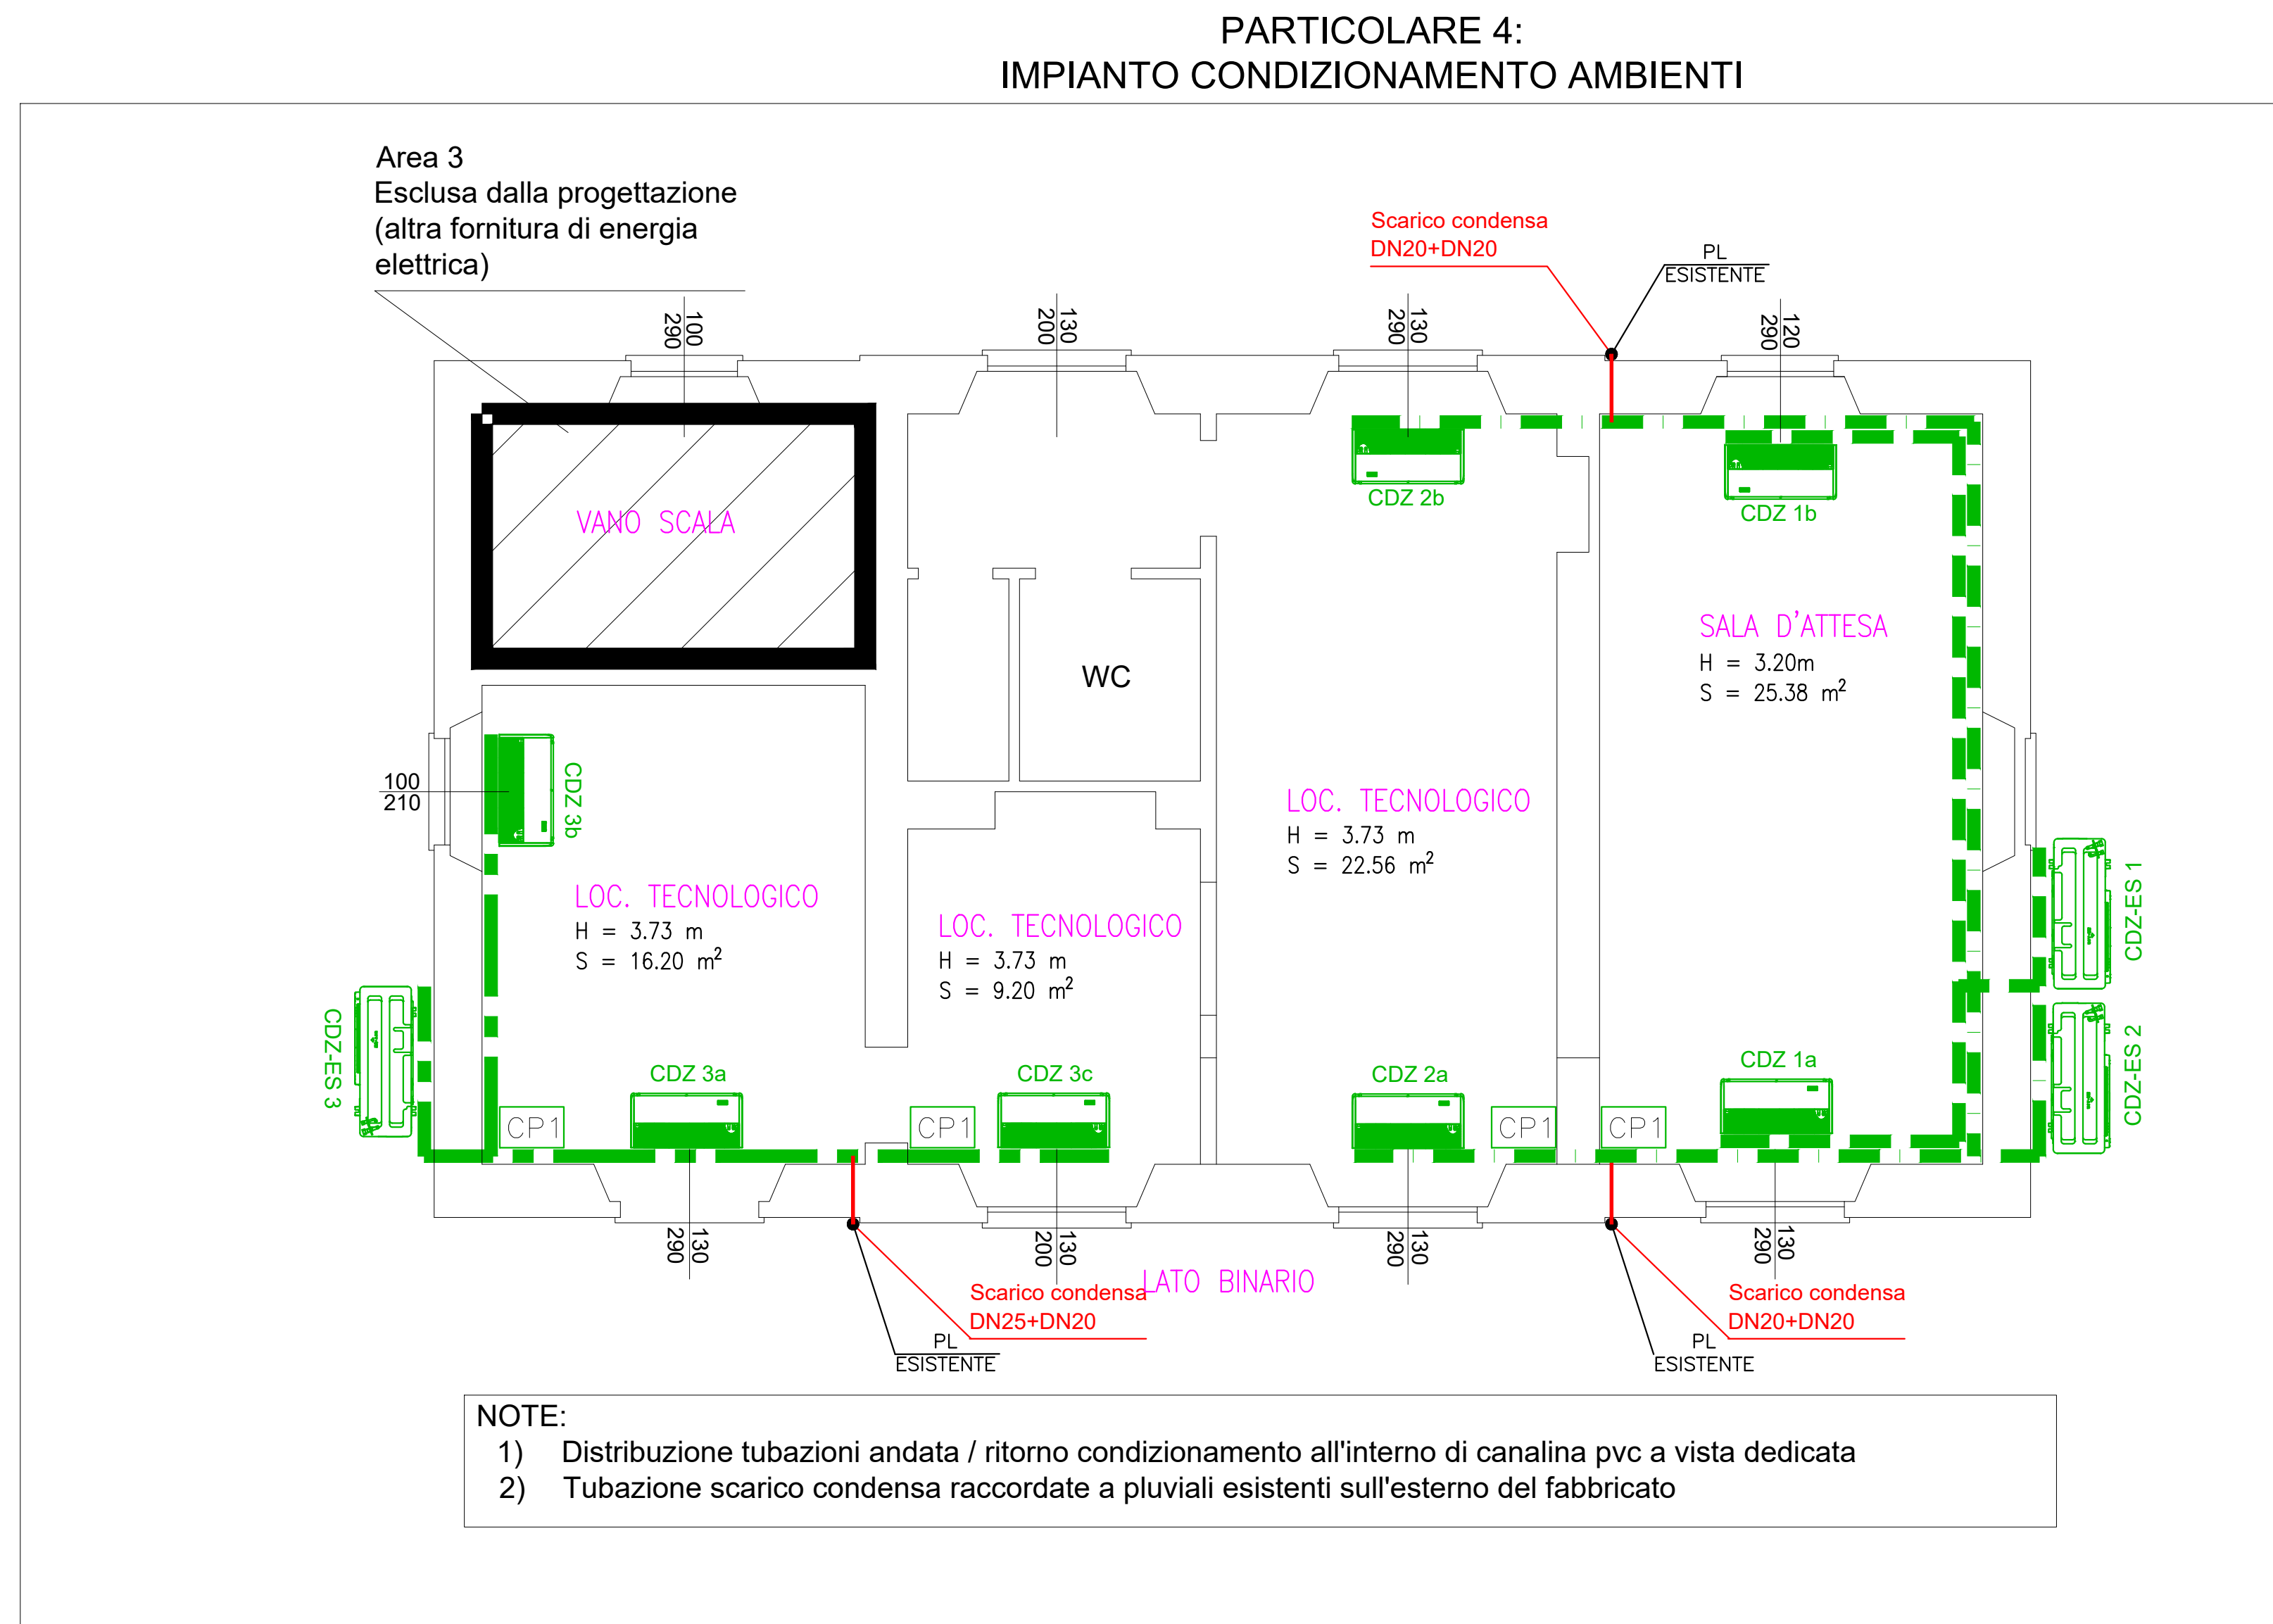 PARTICOLARE 4:
IMPIANTO CONDIZIONAMENTO AMBIENTI
Area 3
Esclusa dalla progettazione
(altra fornitura di energia
elettrica)
Scarico condensa
DN20+DN20
PL
ESISTENTE
100
290
130
200
130
290
120
290
CDZ 2b
CDZ 1b
VANO SCALA
SALA D'ATTESA
H = 3.20m
S = 25.38 m²
WC
100
210
CDZ 3b
LOC. TECNOLOGICO
H = 3.73 m
S = 22.56 m²
LOC. TECNOLOGICO
H = 3.73 m
S = 16.20 m²
LOC. TECNOLOGICO
H = 3.73 m
S = 9.20 m²
CDZ-ES 1
CDZ-ES 2
CDZ-ES 3
CDZ 3a
CDZ 3c
CDZ 2a
CDZ 1a
CP1
CP1
CP1
CP1
130
290
130
200
130
290
130
290
LATO BINARIO
Scarico condensa
DN25+DN20
PL
ESISTENTE
Scarico condensa
DN20+DN20
PL
ESISTENTE
NOTE:
1) Distribuzione tubazioni andata / ritorno condizionamento all'interno di canalina pvc a vista dedicata
2) Tubazione scarico condensa raccordate a pluviali esistenti sull'esterno del fabbricato